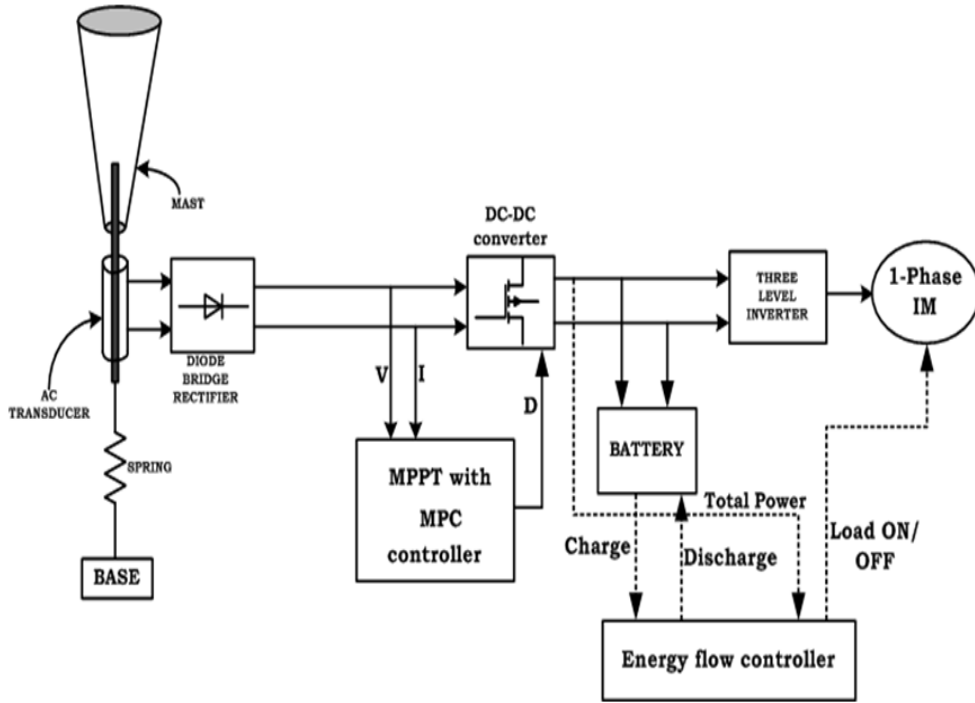 MAST
DC-DC
converter
THREE
LEVEL
INVERTER
1-Phase
IM
AC
TRANSDUCER
DIODE
BRIDGE
RECTIFIER
V
I
D
SPRING
BATTERY
MPPT with
MPC
controller
Total Power
Charge
Discharge
Load ON/
OFF
BASE
Energy flow controller